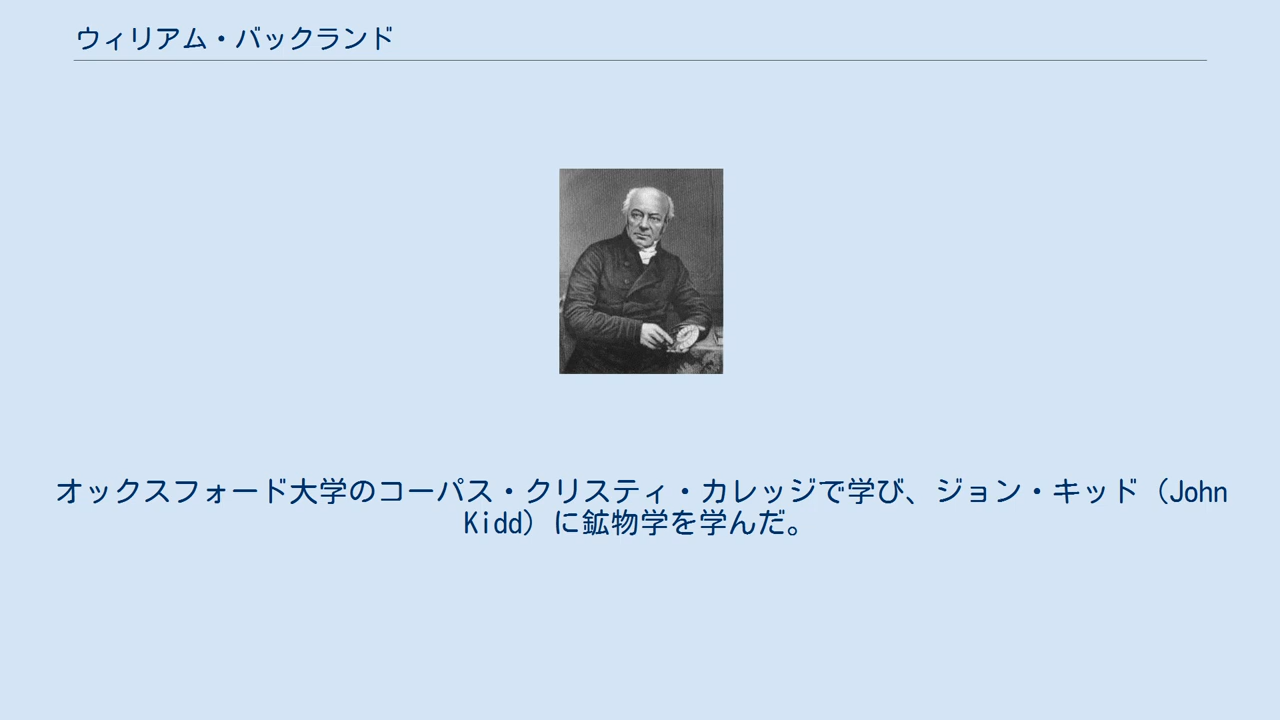 ウィリアム・バックランド
オックスフォード大学のコーパス・クリスティ・カレッジで学び、ジョン・キッド（John
Kidd）に鉱物学を学んだ。